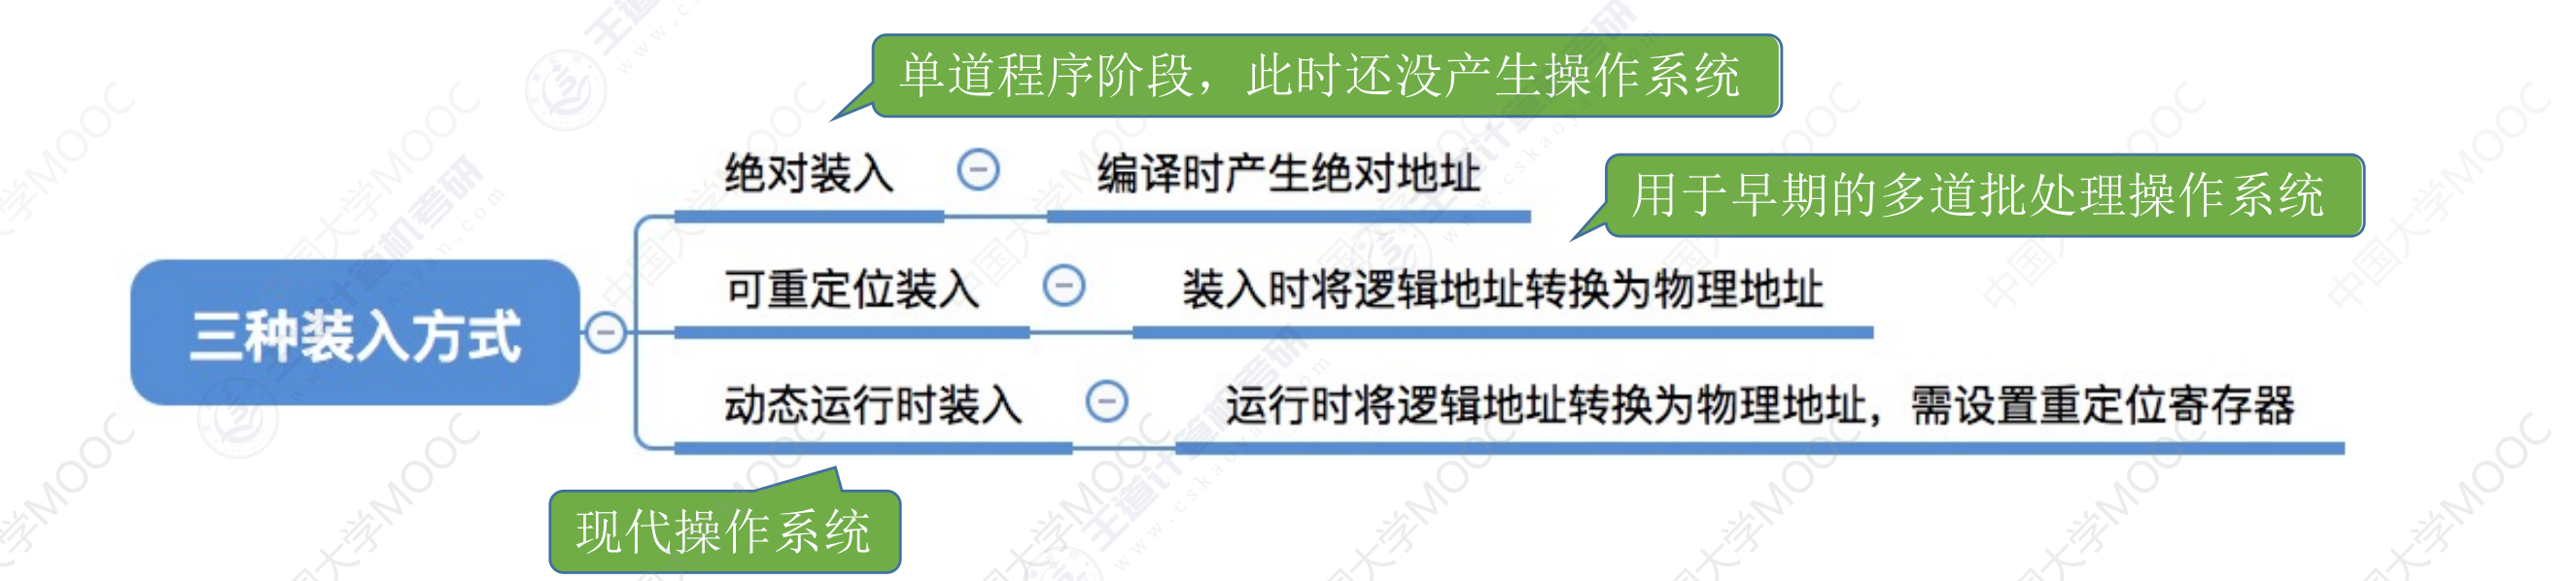 单道程序阶段，此时还没产生操作系统
绝对装入
编译时产生绝对地址
用于早期的多道批处理操作系统
可重定位装入
装入时将逻辑地址转换为物理地址
三种装入方式
动态运行时装入
运行时将逻辑地址转换为物理地址，需设置重定位寄存器
现代操作系统